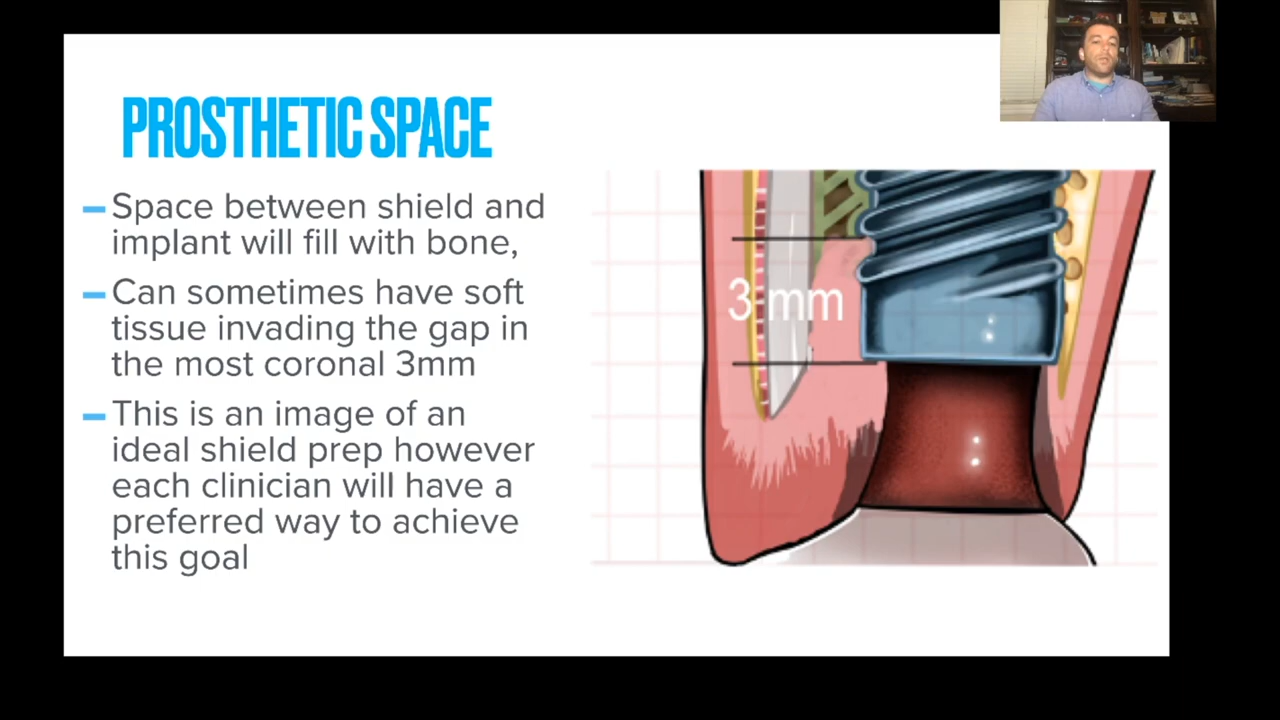 PROSTHETIC SPACE
– Space between shield and
implant will fill with bone,
– Can sometimes have soft
tissue invading the gap in
the most coronal 3mm
– This is an image of an
ideal shield prep however
each clinician will have a
preferred way to achieve
this goal
3 mm